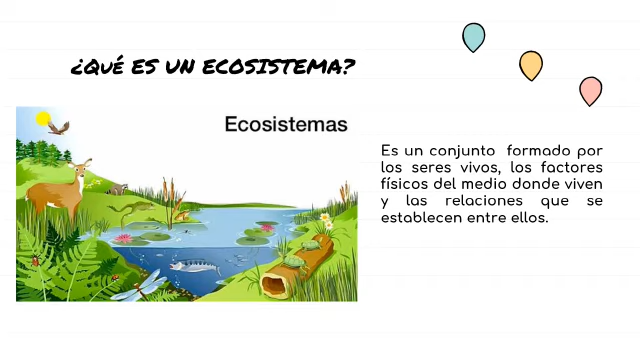 ¿QUÉ ES UN ECOSISTEMA?
Ecosistemas
Es un conjunto formado por
los seres vivos, los factores
físicos del medio donde viven
y las relaciones que se
establecen entre ellos.